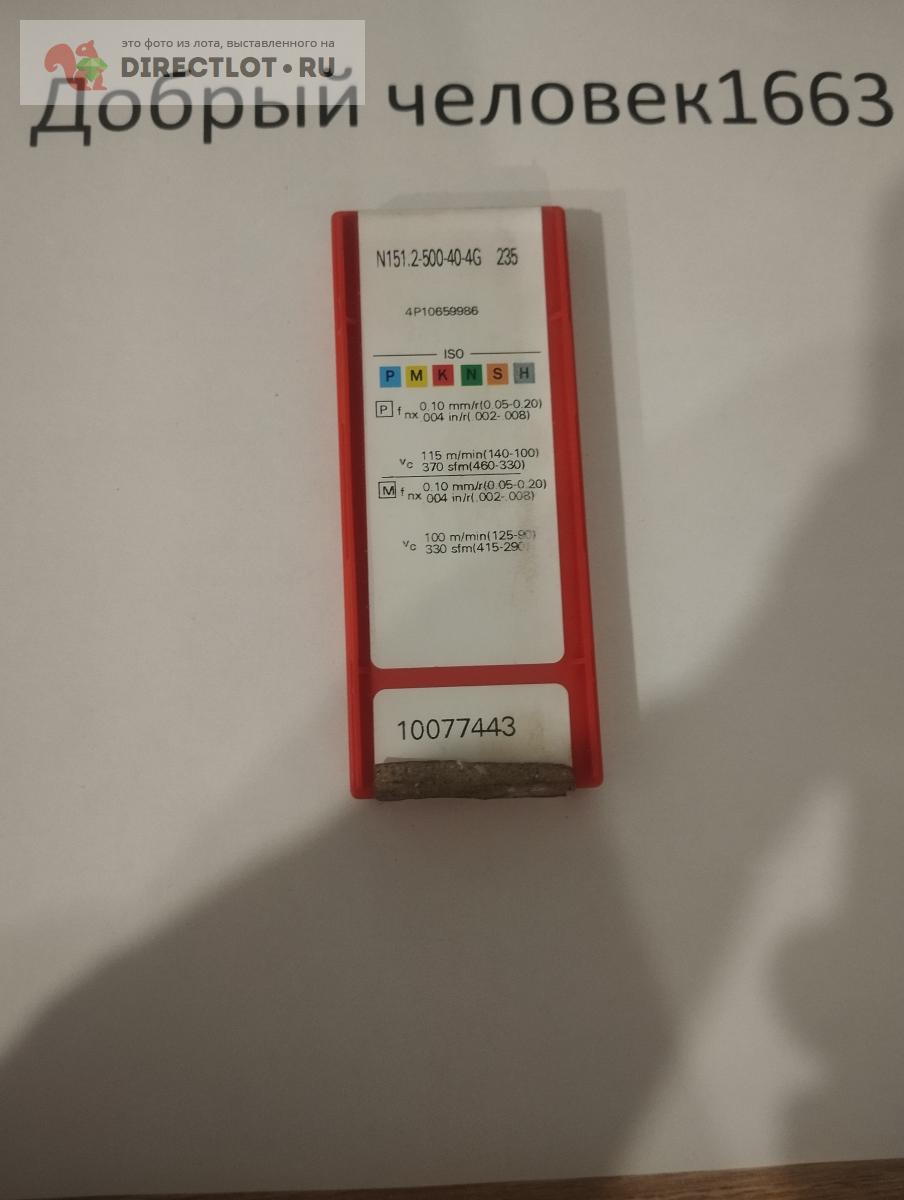 это фото из лота, выставленного на
DIRECTLOT•RU
Добрый человек1663
N151.2-500-40-4G 235
4P10659986
ISO
P M K N S H
P fnx 0.10 mm/r(0.05-0.20)
.004 in/r(.002-.008)
vc 115 m/min(140-100)
370 sfm(460-330)
M fnx 0.10 mm/r(0.05-0.20)
.004 in/r(.002-.008)
vc 100 m/min(125-90)
330 sfm(415-290
10077443